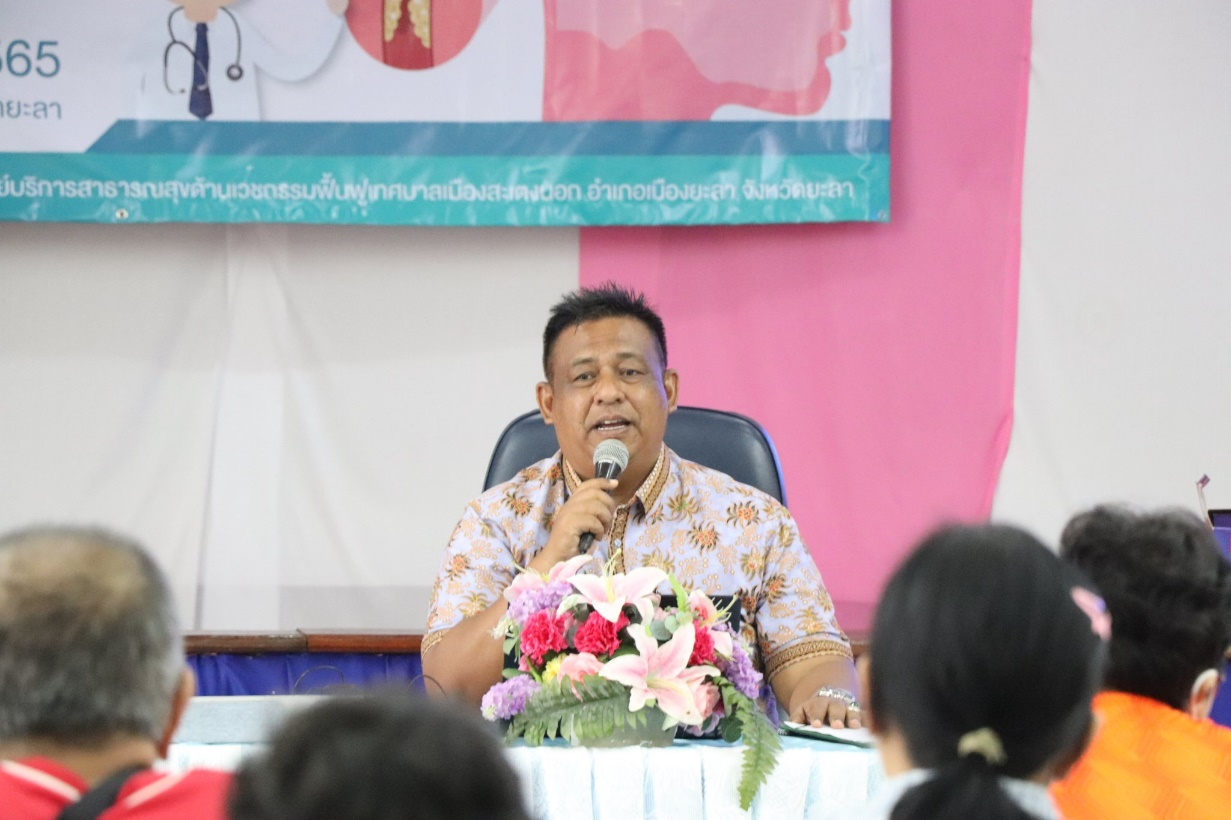 565
ยะลา
ย์บริการสาธารณสุขด้านเวชกรรมฟื้นฟูเทศบาลเมืองสะเตงนอก อำเภอเมืองยะลา จังหวัดยะลา